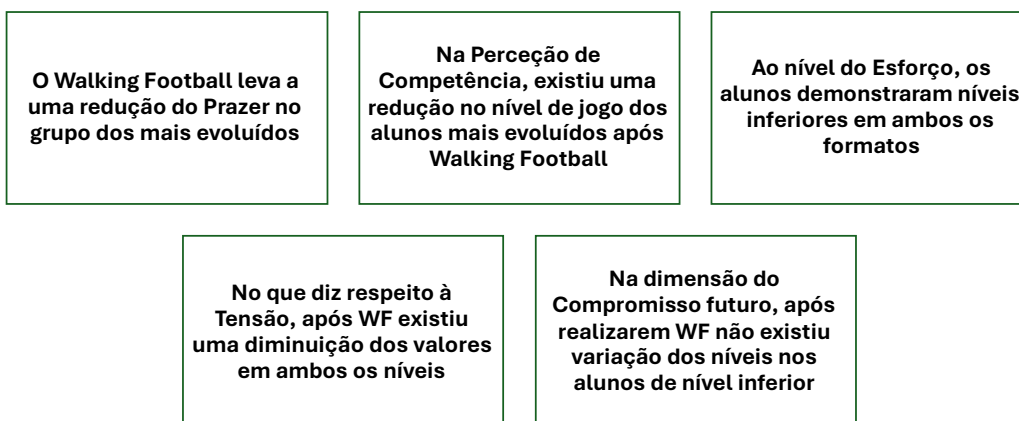 O Walking Football leva a
uma redução do Prazer no
grupo dos mais evoluídos
Na Perceção de
Competência, existiu uma
redução no nível de jogo dos
alunos mais evoluídos após
Walking Football
Ao nível do Esforço, os
alunos demonstraram níveis
inferiores em ambos os
formatos
No que diz respeito à
Tensão, após WF existiu
uma diminuição dos valores
em ambos os níveis
Na dimensão do
Compromisso futuro, após
realizarem WF não existiu
variação dos níveis nos
alunos de nível inferior